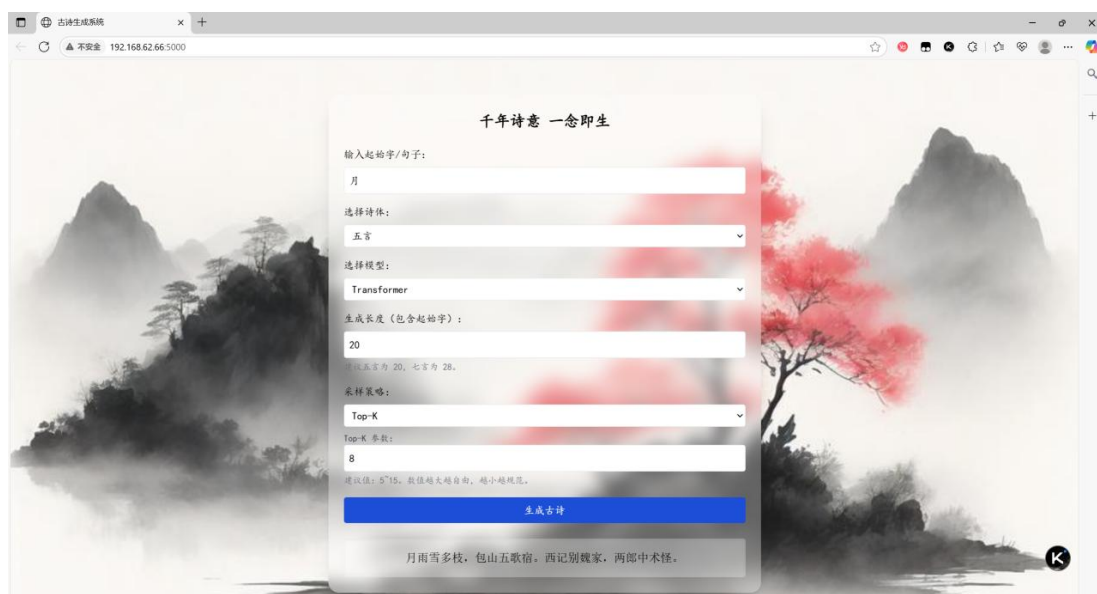 古诗生成系统
不安全 192.168.62.66:5000
千年诗意 一念即生
输入起始字/句子:
月
选择诗体:
五言
选择模型:
Transformer
生成长度（包含起始字）:
20
建议五言为 20, 七言为 28。
采样策略:
Top-K
Top-K 参数:
8
建议值: 5~15。数值越大越自由, 越小越规范。
生成古诗
月雨雪多枝，包山五歌宿。西记别魏家，两郎中术怪。
K